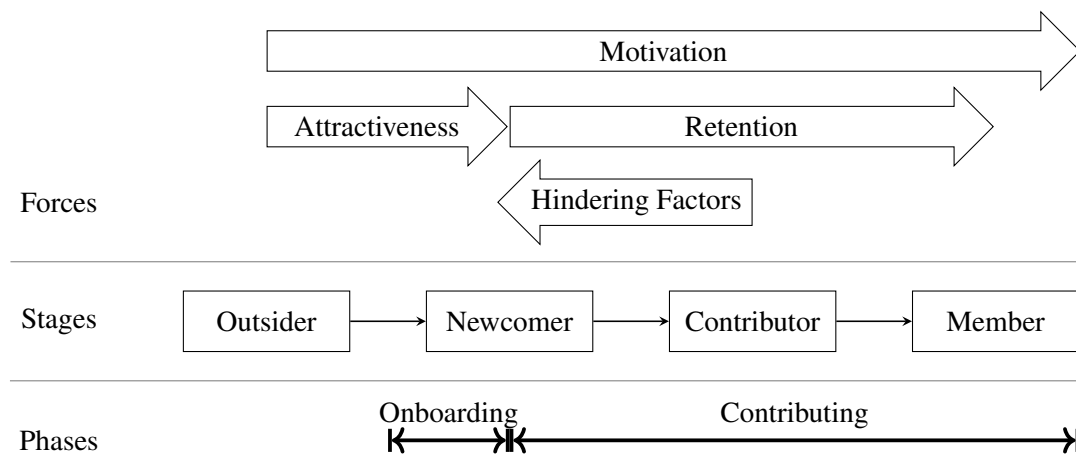 Motivation
Attractiveness Retention
Hindering Factors
Forces
Stages Outsider Newcomer Contributor Member
Onboarding Contributing
Phases